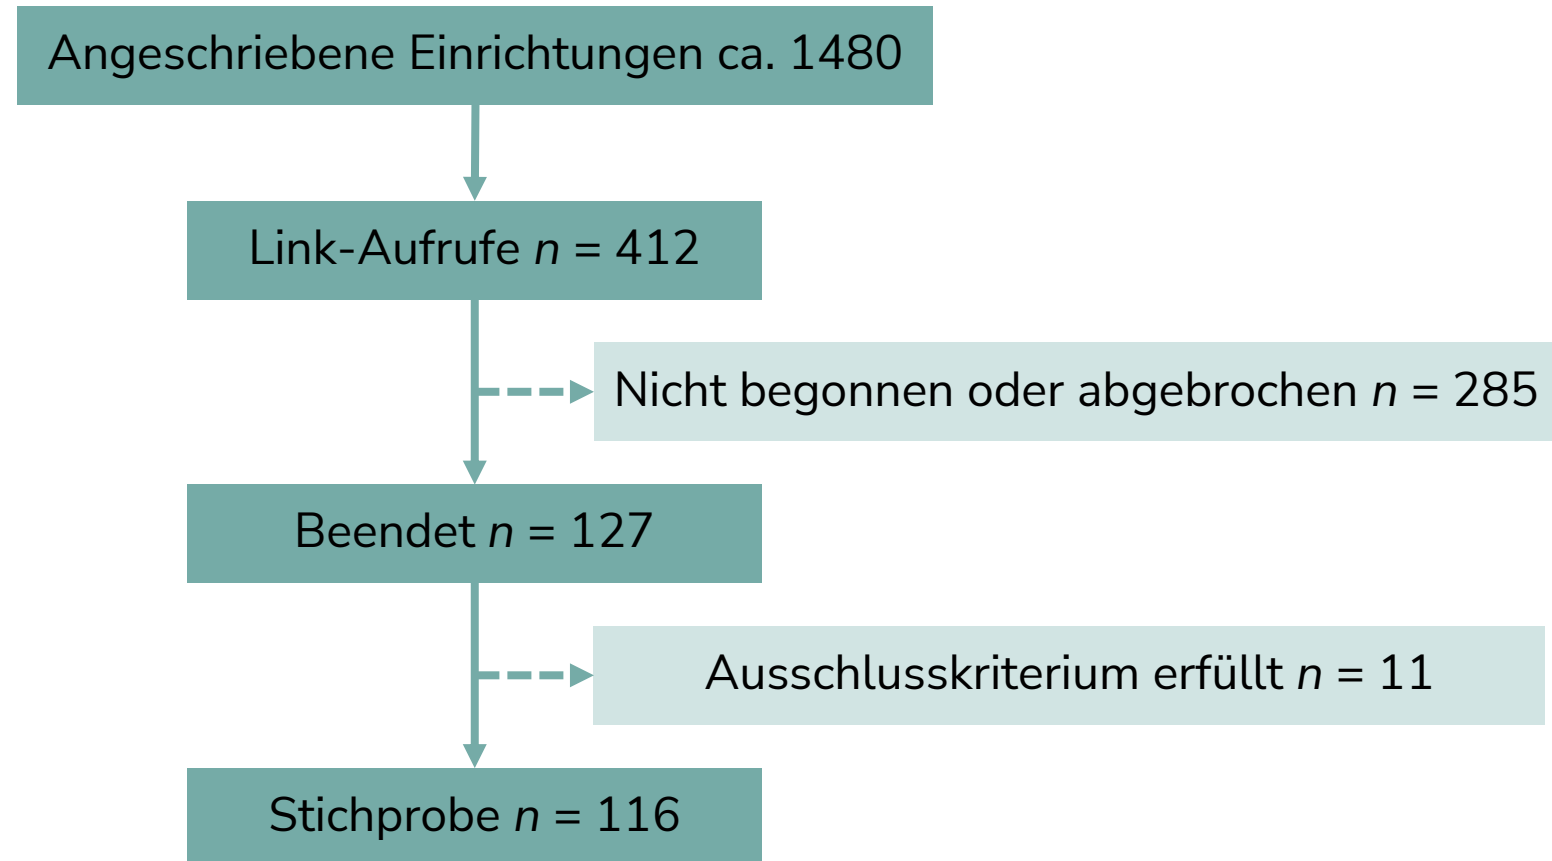 Angeschriebene Einrichtungen ca. 1480
Link-Aufrufe n = 412
Nicht begonnen oder abgebrochen n = 285
Beendet n = 127
Ausschlusskriterium erfüllt n = 11
Stichprobe n = 116